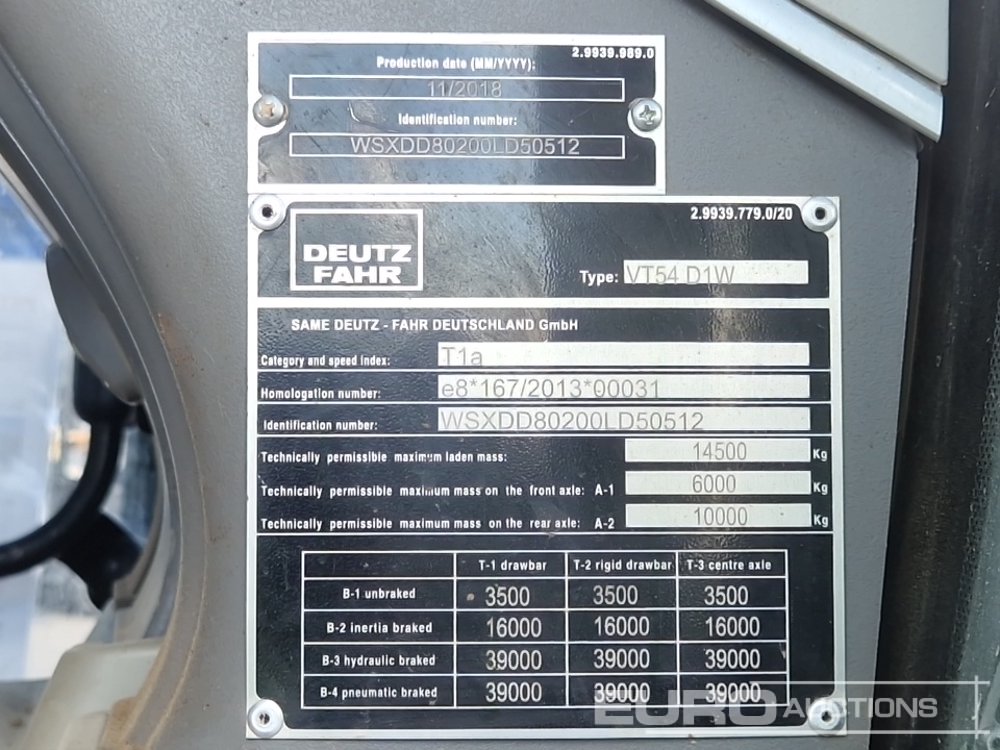 2.9939.989.0
Production date (MM/YYYY):
11/2018
Identification number:
WSXDD80200LD50512
2.9939.779.0/20
DEUTZ
FAHR
Type: VT54 D1W
SAME DEUTZ - FAHR DEUTSCHLAND GmbH
Category and speed index: T1a
Homologation number: e8*167/2013*00031
Identification number: WSXDD80200LD50512
Technically permissible maximum laden mass: 14500 Kg
Technically permissible maximum mass on the front axle: A-1 6000 Kg
Technically permissible maximum mass on the rear axle: A-2 10000 Kg
T-1 drawbar T-2 rigid drawbar T-3 centre axle
B-1 unbraked 3500 3500 3500
B-2 inertia braked 16000 16000 16000
B-3 hydraulic braked 39000 39000 39000
B-4 pneumatic braked 39000 39000 39000
EURO AUCTIONS